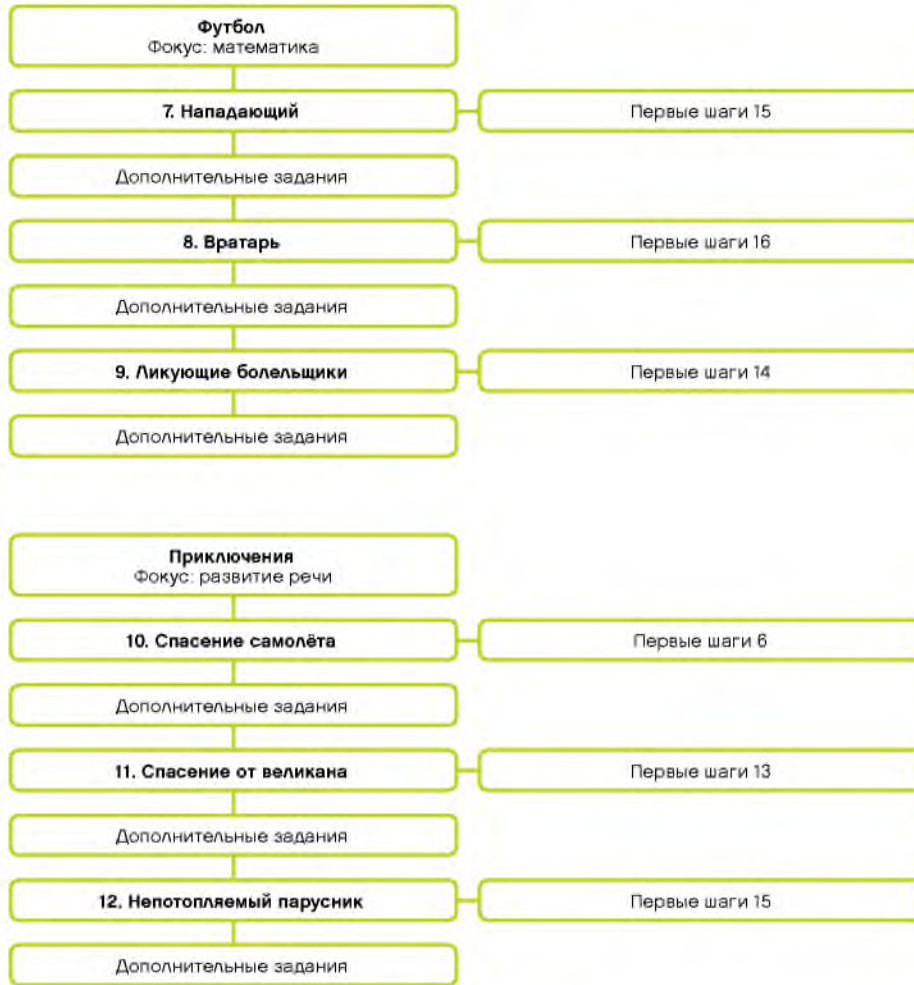 Футбол
Фокус: математика
7. Нападающий
Первые шаги 15
Дополнительные задания
8. Вратарь
Первые шаги 16
Дополнительные задания
9. Ликующие болельщики
Первые шаги 14
Дополнительные задания
Приключения
Фокус: развитие речи
10. Спасение самолёта
Первые шаги 6
Дополнительные задания
11. Спасение от великана
Первые шаги 13
Дополнительные задания
12. Непотопляемый парусник
Первые шаги 15
Дополнительные задания